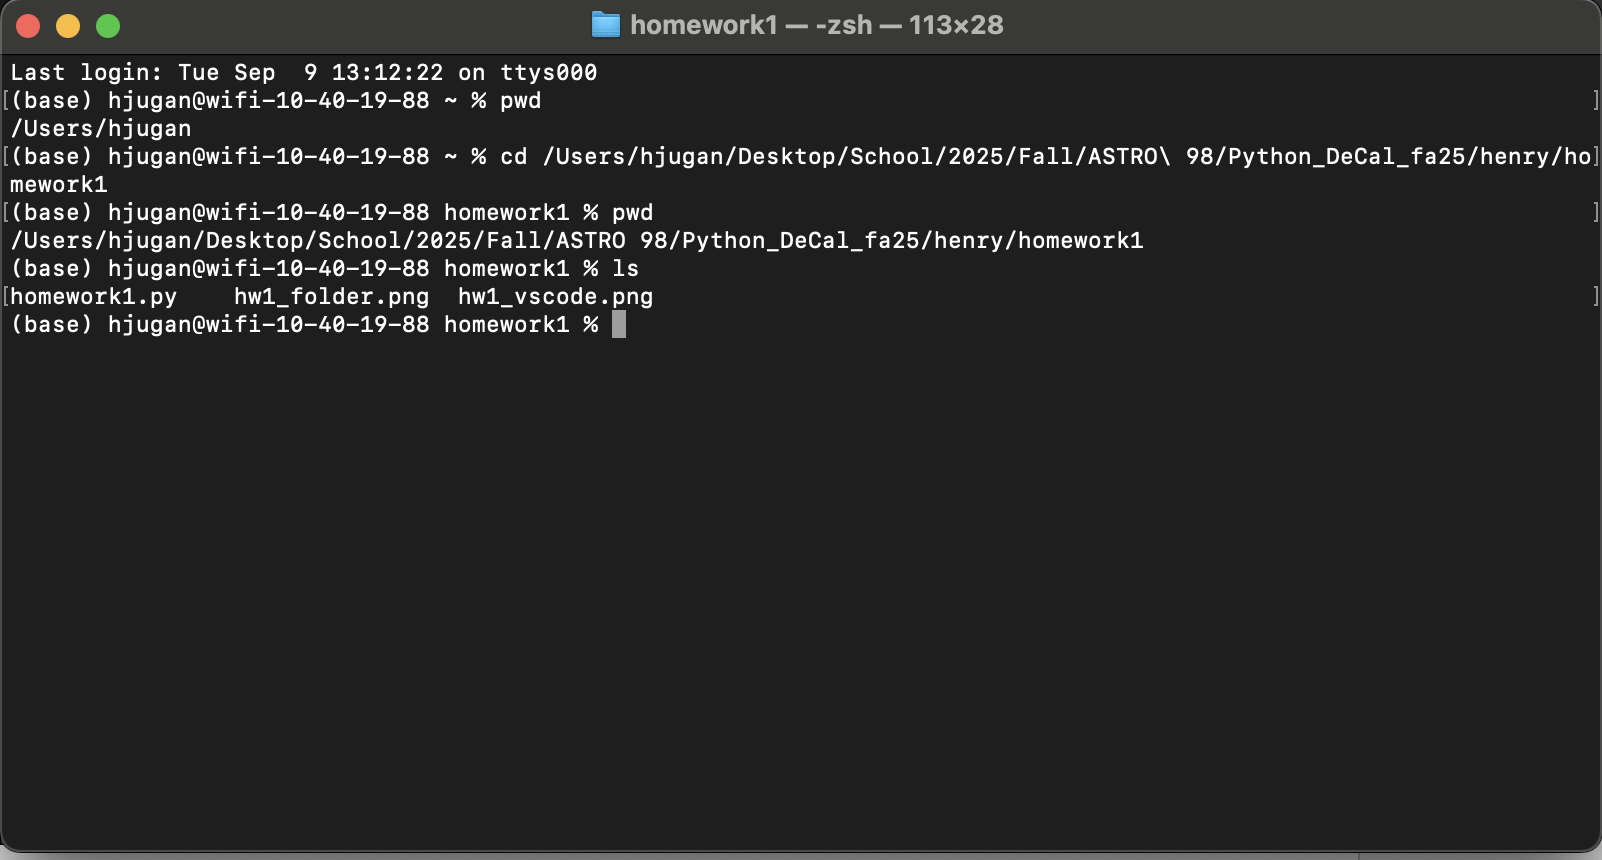 homework1 — -zsh — 113×28
Last login: Tue Sep  9 13:12:22 on ttys000
[(base) hjugan@wifi-10-40-19-88 ~ % pwd ]
/Users/hjugan
[(base) hjugan@wifi-10-40-19-88 ~ % cd /Users/hjugan/Desktop/School/2025/Fall/ASTRO\ 98/Python_DeCal_fa25/henry/ho]
mework1
[(base) hjugan@wifi-10-40-19-88 homework1 % pwd ]
/Users/hjugan/Desktop/School/2025/Fall/ASTRO 98/Python_DeCal_fa25/henry/homework1
(base) hjugan@wifi-10-40-19-88 homework1 % ls
[homework1.py    hw1_folder.png  hw1_vscode.png ]
(base) hjugan@wifi-10-40-19-88 homework1 %